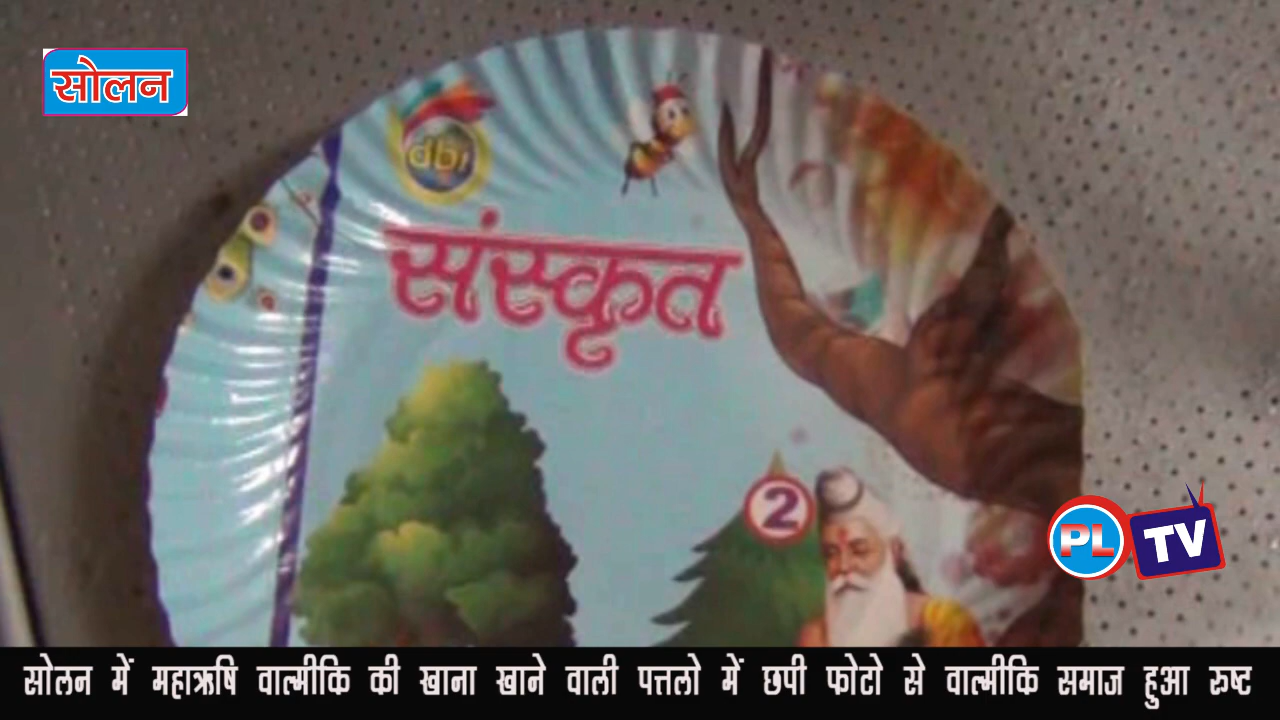 सोलन
dbi
संस्कृत
2
PL TV
सोलन में महाऋषि वाल्मीकि की खाना खाने वाली पत्तलो में छपी फोटो से वाल्मीकि समाज हुआ रुष्ट